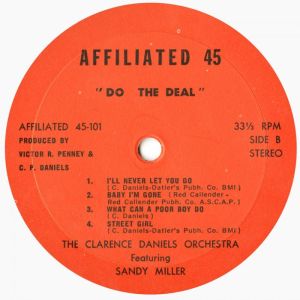 AFFILIATED 45
"DO THE DEAL"
AFFILIATED 45-101
33⅓ RPM
PRODUCED BY
SIDE B
VICTOR R. PENNEY &
STEREO
C. P. DANIELS
1. I'LL NEVER LET YOU GO
(C. Daniels-Datler's Pubh. Co. BMI)
2. BABY I'M GONE (Red Callender-
Red Callender Pub Co. A.S.C.A.P.)
3. WHAT CAN A POOR BOY DO
(C. Daniels)
4. STREET GIRL
(C. Daniels-Datler's Pubh. Co. BMI)
THE CLARENCE DANIELS ORCHESTRA
Featuring
SANDY MILLER